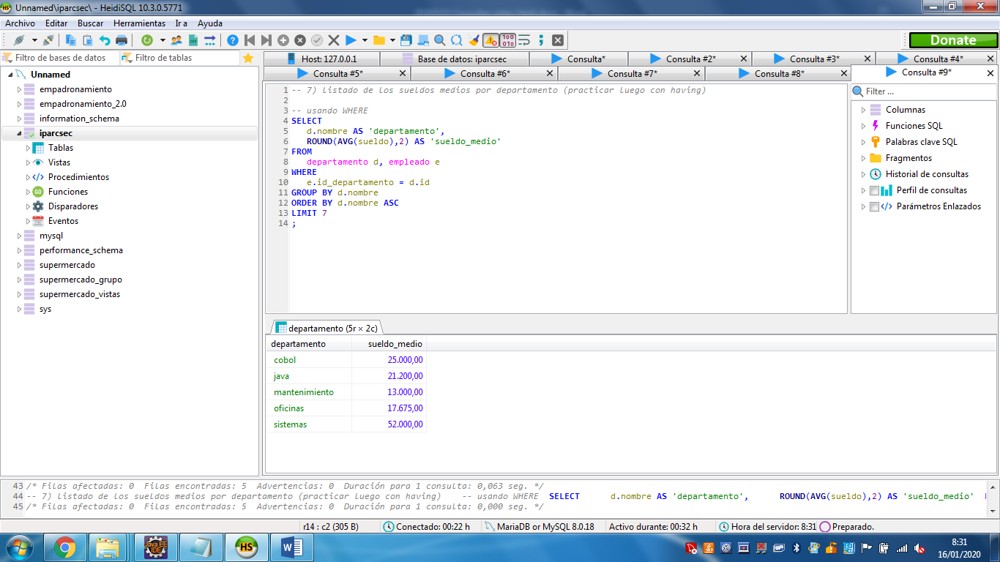 Unnamed\iparcsec\ - HeidiSQL 10.3.0.5771
Archivo Editar Buscar Herramientas Ir a Ayuda
Donate
Filtro de bases de datos Filtro de tablas
Unnamed
empadronamiento
empadronamiento_2.0
information_schema
iparcsec
Tablas
Vistas
Procedimientos
Funciones
Disparadores
Eventos
mysql
performance_schema
supermercado
supermercado_grupo
supermercado_vistas
sys
Host: 127.0.0.1 Base de datos: iparcsec Consulta* Consulta #2* Consulta #3* Consulta #4*
Consulta #5* Consulta #6* Consulta #7* Consulta #8* Consulta #9*
1 -- 7) listado de los sueldos medios por departamento (practicar luego con having)
2
3 -- usando WHERE
4 SELECT
5 d.nombre AS 'departamento',
6 ROUND(AVG(sueldo),2) AS 'sueldo_medio'
7 FROM
8 departamento d, empleado e
9 WHERE
10 e.id_departamento = d.id
11 GROUP BY d.nombre
12 ORDER BY d.nombre ASC
13 LIMIT 7
14 ;
Filter ...
Columnas
Funciones SQL
Palabras clave SQL
Fragmentos
Historial de consultas
Perfil de consultas
Parámetros Enlazados
departamento (5r × 2c)
departamento sueldo_medio
cobol 25.000,00
java 21.200,00
mantenimiento 13.000,00
oficinas 17.675,00
sistemas 52.000,00
43 /* Filas afectadas: 0 Filas encontradas: 5 Advertencias: 0 Duración para 1 consulta: 0,063 seg. */
44 -- 7) listado de los sueldos medios por departamento (practicar luego con having) -- usando WHERE SELECT d.nombre AS 'departamento', ROUND(AVG(sueldo),2) AS 'sueldo_medio'
45 /* Filas afectadas: 0 Filas encontradas: 5 Advertencias: 0 Duración para 1 consulta: 0,000 seg. */
r14 : c2 (305 B) Conectado: 00:22 h MariaDB or MySQL 8.0.18 Activo durante: 00:32 h Hora del servidor: 8:31 Preparado.
Java EE
IDE
HS
8:31
16/01/2020